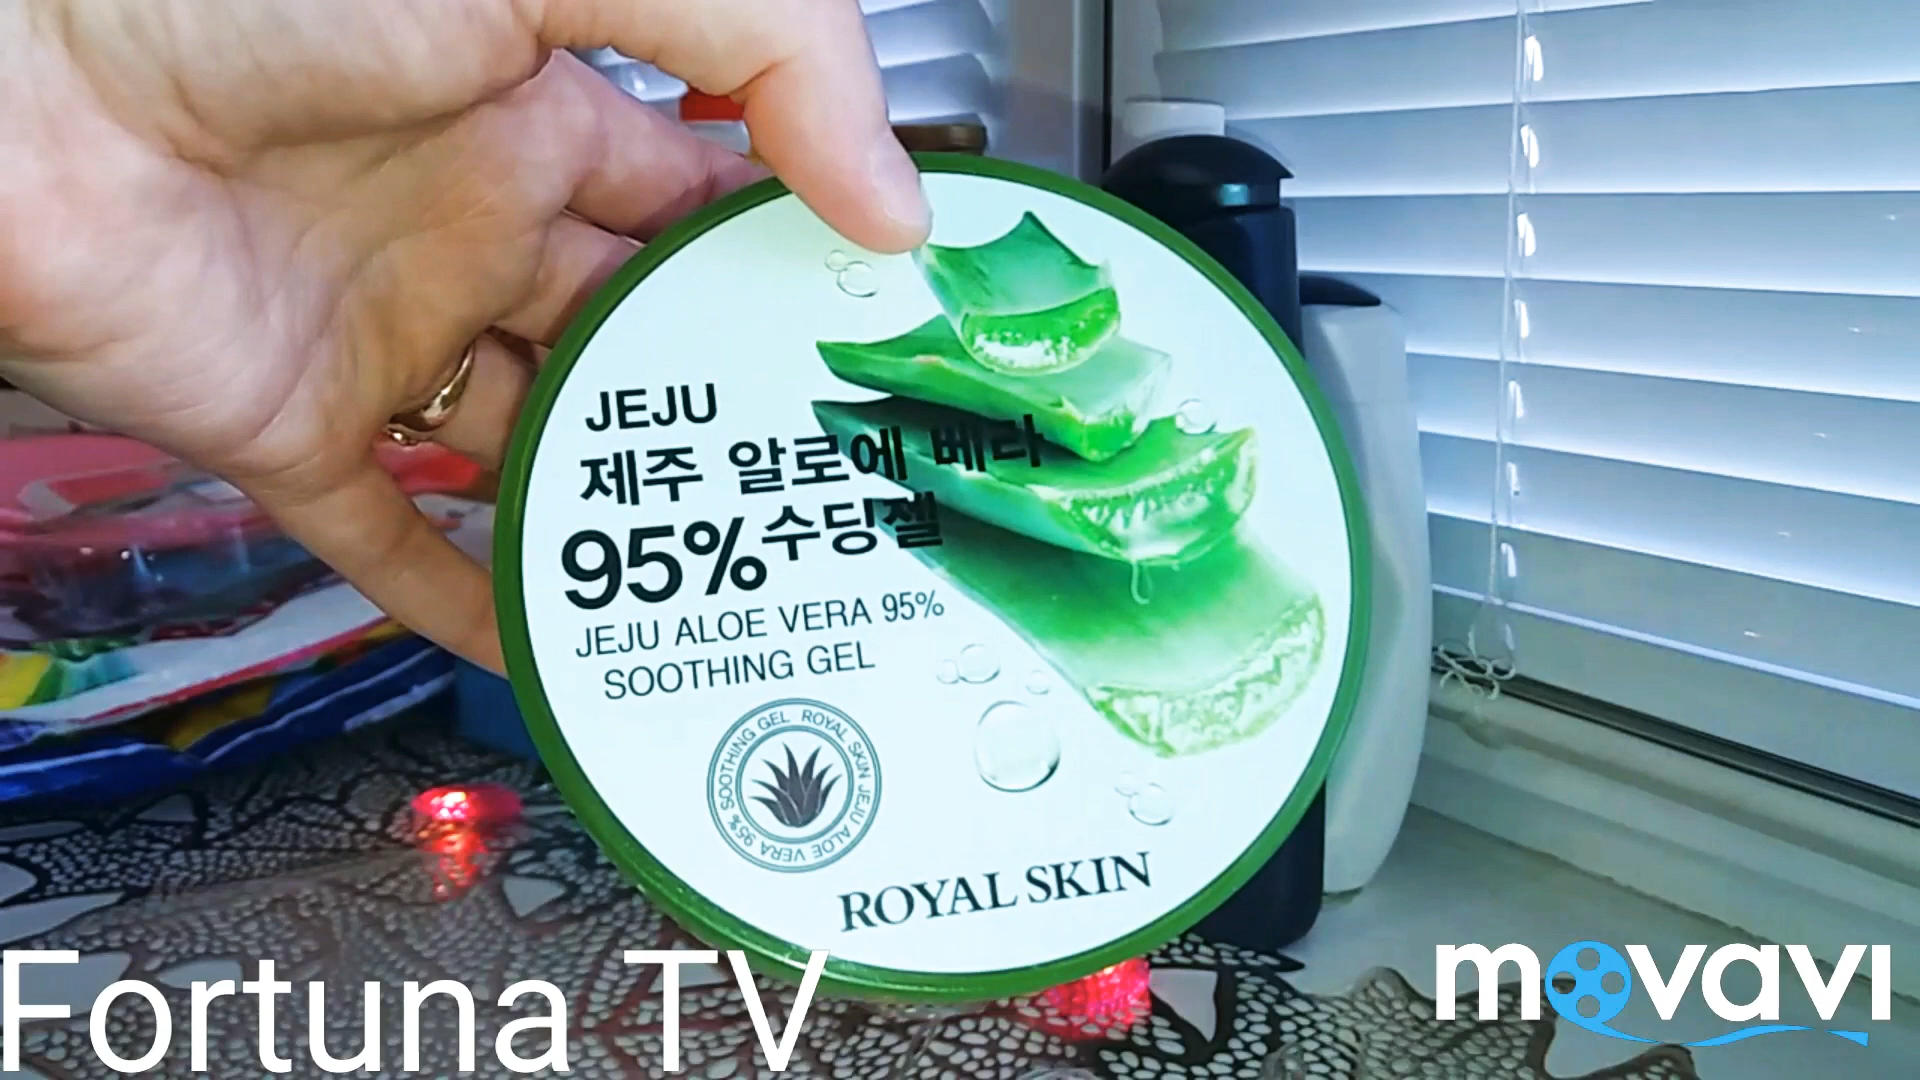 JEJU
제주 알로에 베라
95% 수딩젤
JEJU ALOE VERA 95%
SOOTHING GEL
SOOTHING GEL ROYAL SKIN JEJU ALOE VERA 95%
ROYAL SKIN
Fortuna TV
movavi